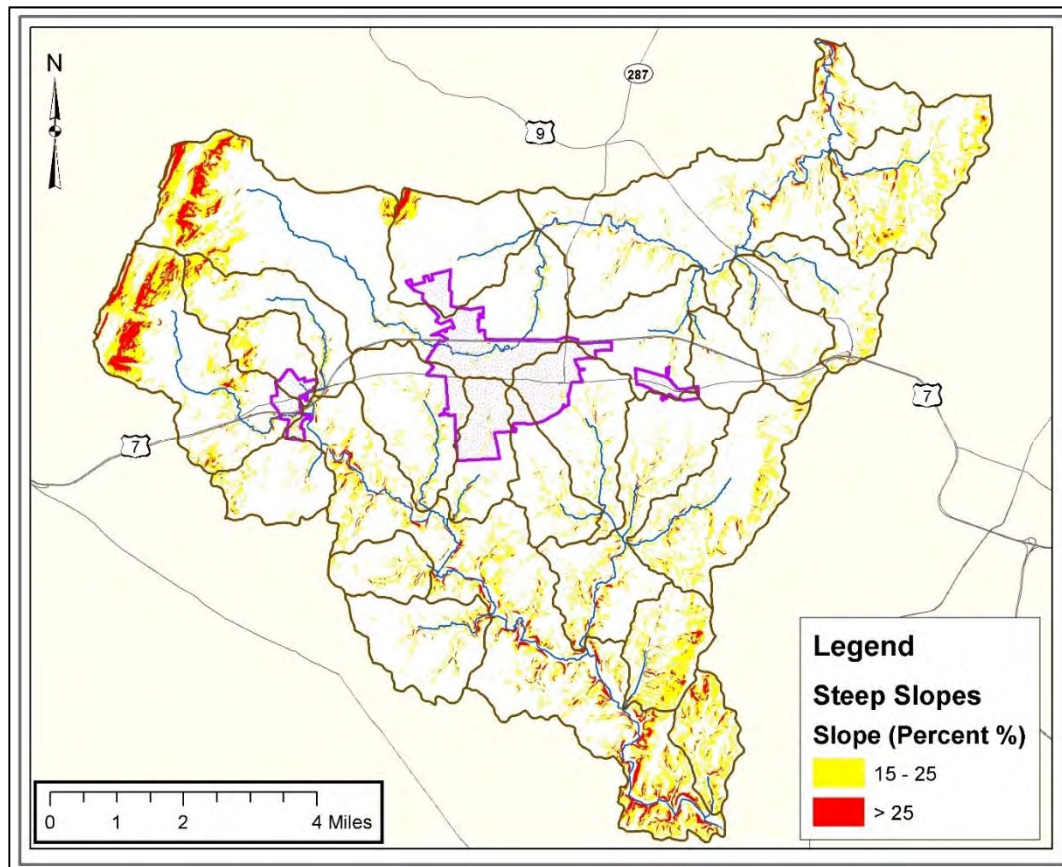 N
287
9
7
7
Legend
Steep Slopes
Slope (Percent %)
15 - 25
> 25
0 1 2 4 Miles